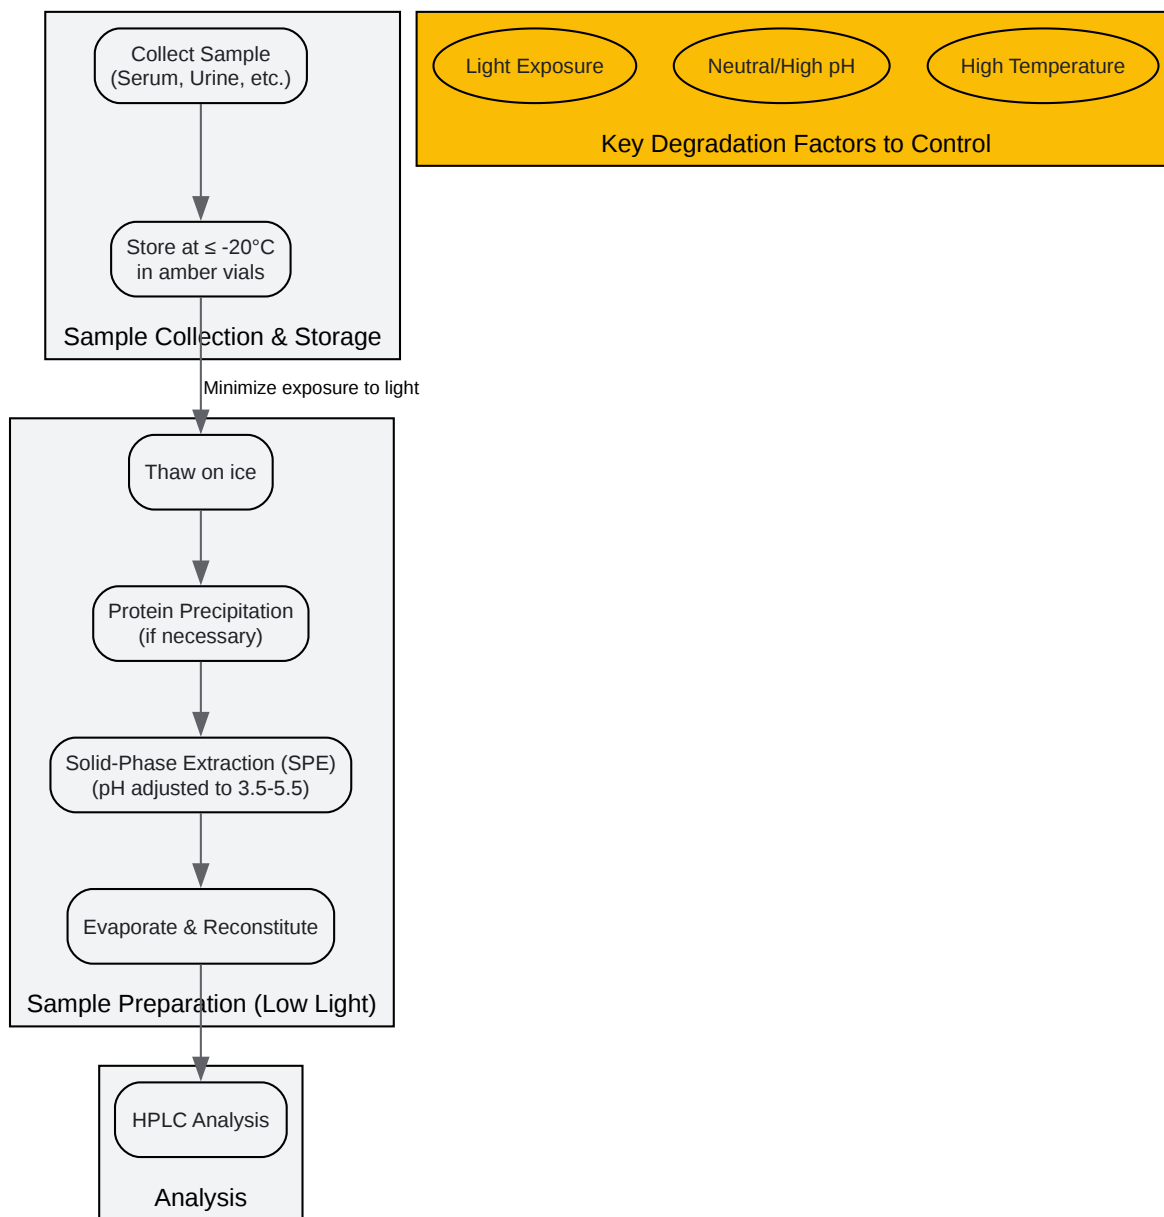 Collect Sample
(Serum, Urine, etc.)
Store at ≤ -20°C
in amber vials
Sample Collection & Storage
Light Exposure
Neutral/High pH
High Temperature
Key Degradation Factors to Control
Minimize exposure to light
Thaw on ice
Protein Precipitation
(if necessary)
Solid-Phase Extraction (SPE)
(pH adjusted to 3.5-5.5)
Evaporate & Reconstitute
Sample Preparation (Low Light)
HPLC Analysis
Analysis